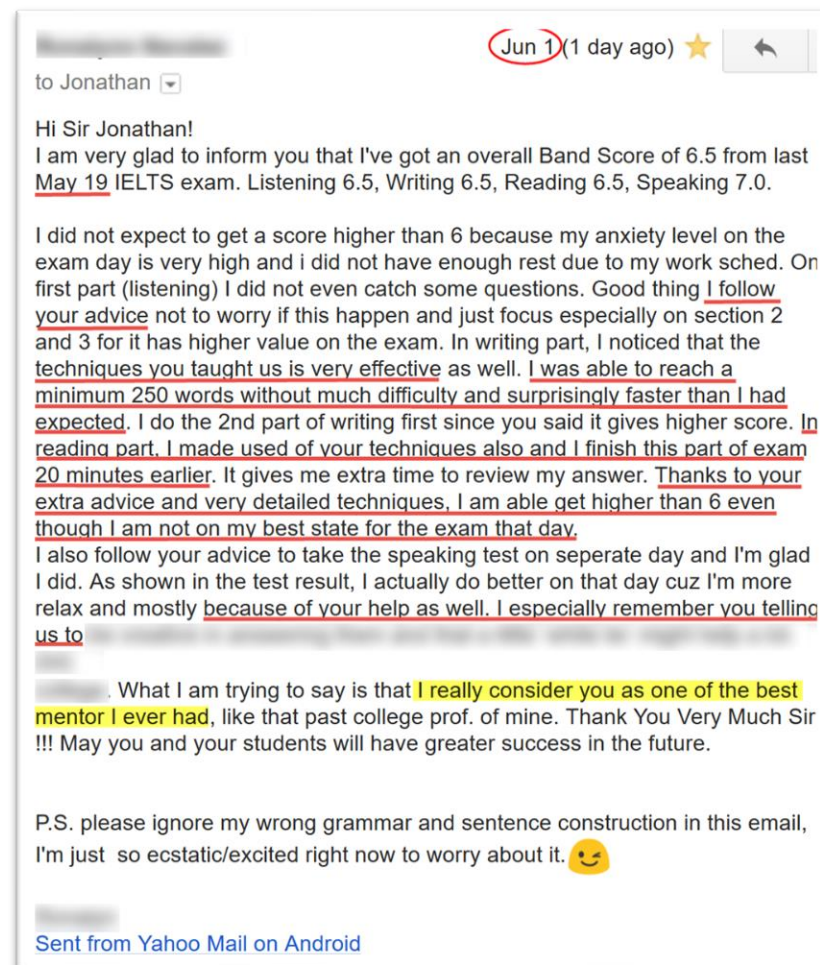 Jun 1 (1 day ago)
to Jonathan
Hi Sir Jonathan!
I am very glad to inform you that I've got an overall Band Score of 6.5 from last
May 19 IELTS exam. Listening 6.5, Writing 6.5, Reading 6.5, Speaking 7.0.
I did not expect to get a score higher than 6 because my anxiety level on the
exam day is very high and i did not have enough rest due to my work sched. On
first part (listening) I did not even catch some questions. Good thing I follow
your advice not to worry if this happen and just focus especially on section 2
and 3 for it has higher value on the exam. In writing part, I noticed that the
techniques you taught us is very effective as well. I was able to reach a
minimum 250 words without much difficulty and surprisingly faster than I had
expected. I do the 2nd part of writing first since you said it gives higher score. In
reading part, I made used of your techniques also and I finish this part of exam
20 minutes earlier. It gives me extra time to review my answer. Thanks to your
extra advice and very detailed techniques, I am able get higher than 6 even
though I am not on my best state for the exam that day.
I also follow your advice to take the speaking test on seperate day and I'm glad
I did. As shown in the test result, I actually do better on that day cuz I'm more
relax and mostly because of your help as well. I especially remember you telling
us to
. What I am trying to say is that I really consider you as one of the best
mentor I ever had, like that past college prof. of mine. Thank You Very Much Sir
!!! May you and your students will have greater success in the future.
P.S. please ignore my wrong grammar and sentence construction in this email,
I'm just so ecstatic/excited right now to worry about it.
Sent from Yahoo Mail on Android